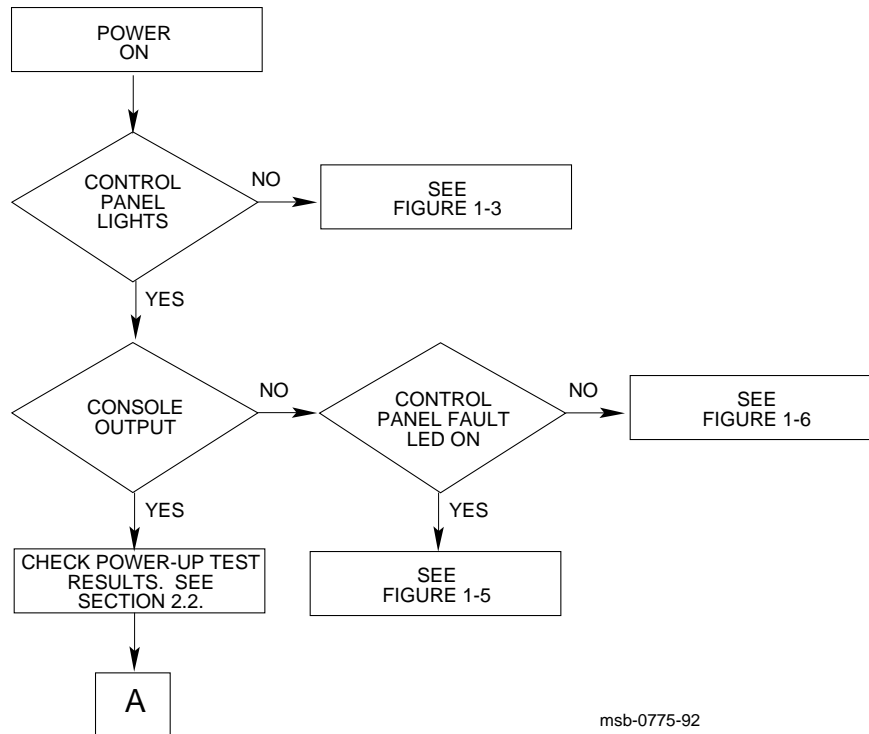 POWER
ON
CONTROL
PANEL
LIGHTS
NO
SEE
FIGURE 1-3
YES
CONSOLE
OUTPUT
NO
CONTROL
PANEL FAULT
LED ON
NO
SEE
FIGURE 1-6
YES
YES
CHECK POWER-UP TEST
RESULTS. SEE
SECTION 2.2.
SEE
FIGURE 1-5
A
msb-0775-92